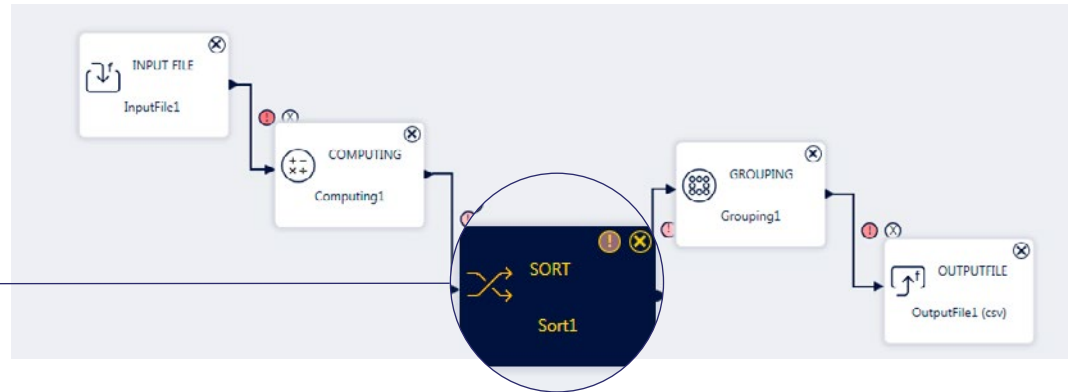 INPUT FILE
InputFile1
COMPUTING
Computing1
SORT
Sort1
GROUPING
Grouping1
OUTPUTFILE
OutputFile1 (csv)